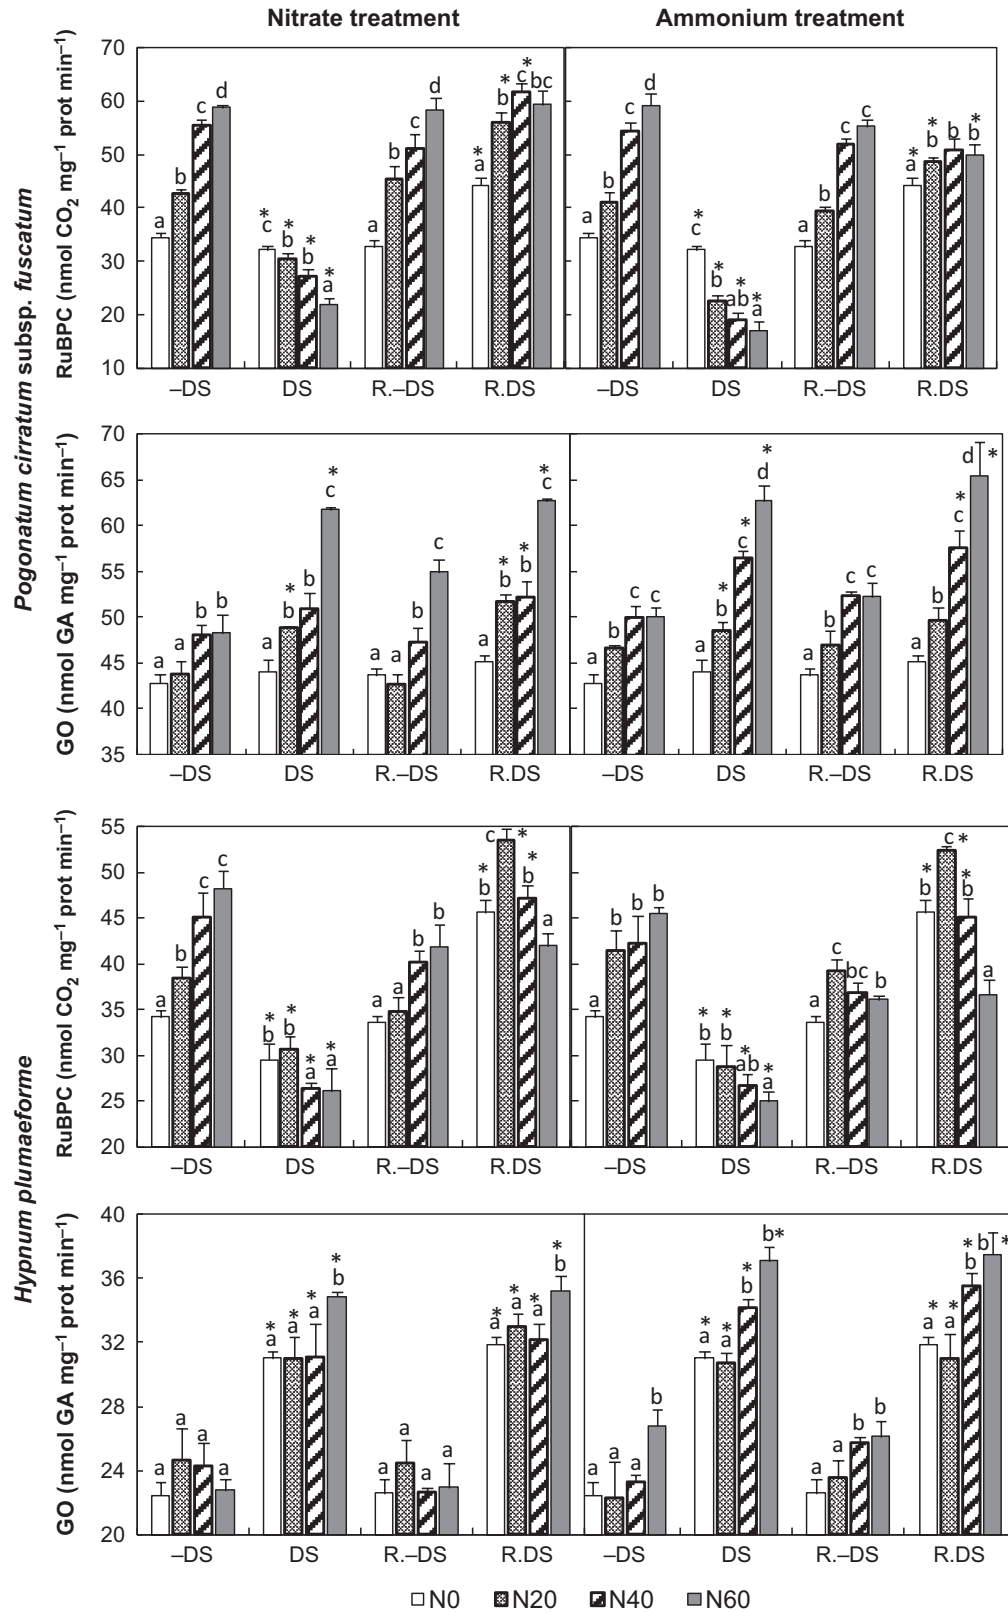 Nitrate treatment Ammonium treatment
Pogonatum cirratum subsp. fuscatum
RuBPC (nmol CO₂ mg⁻¹ prot min⁻¹)
70
60
50
40
30
20
10
a b c d * c * b * b * a a b c d * a * b * c bc
a b c d * c * b * ab * a a b c c * a * b b * b
–DS DS R.–DS R.DS –DS DS R.–DS R.DS
GO (nmol GA mg⁻¹ prot min⁻¹)
70
65
60
55
50
45
40
35
a a b b a * b b * c a a b c a * b * b * c
a b c c a * b * c * d a b c c a b * c d *
–DS DS R.–DS R.DS –DS DS R.–DS R.DS
Hypnum plumaeforme
RuBPC (nmol CO₂ mg⁻¹ prot min⁻¹)
55
50
45
40
35
30
25
20
a b c c * b * b * a * a a a b b * b c * * b a
a b b b * b * b * ab * a a c bc b * b c * * b a
–DS DS R.–DS R.DS –DS DS R.–DS R.DS
GO (nmol GA mg⁻¹ prot min⁻¹)
40
36
32
28
24
20
a a a a * a * a * a * b a a a a * a * a * a * b
a a a b * a * a * b b* a a b b * a * a * b b *
–DS DS R.–DS R.DS –DS DS R.–DS R.DS
N0 N20 N40 N60